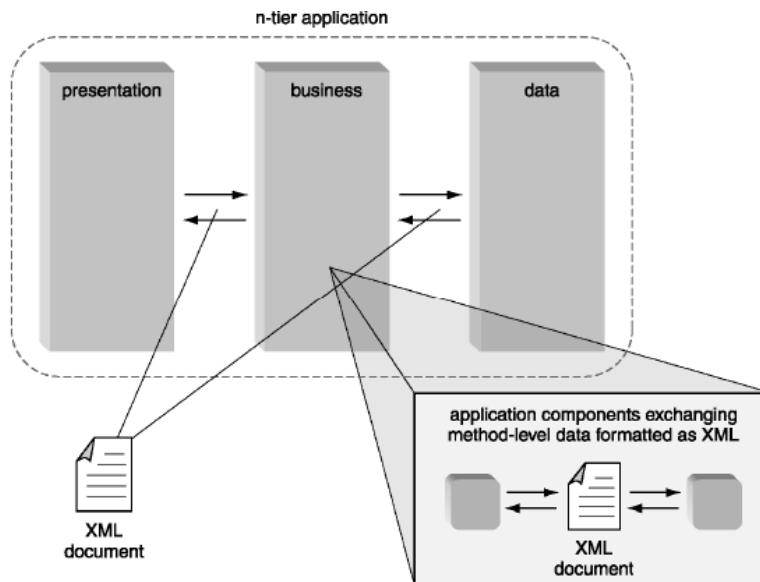 n-tier application
presentation
business
data
application components exchanging
method-level data formatted as XML
XML
document
XML
document